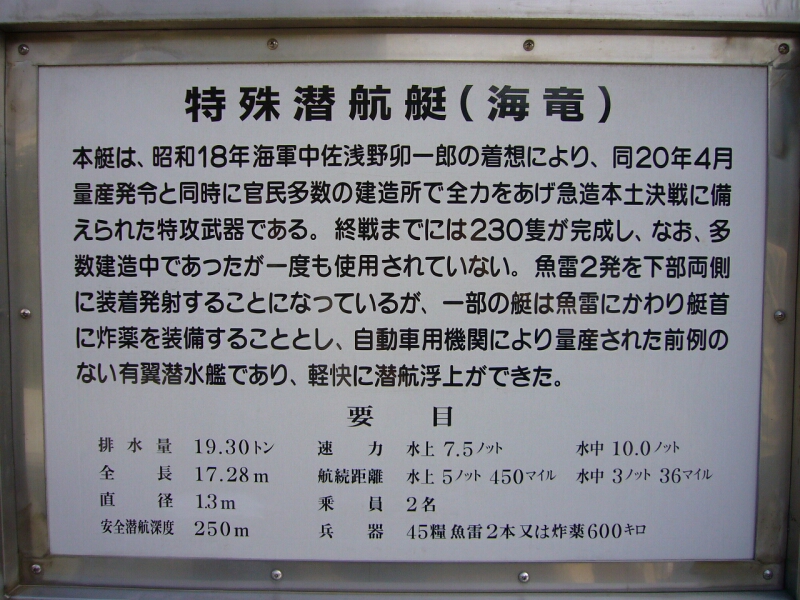 特殊潜航艇(海竜)
本艇は、昭和18年海軍中佐浅野卯一郎の着想により、同20年4月
量産発令と同時に官民多数の建造所で全力をあげ急造本土決戦に備
えられた特攻武器である。終戦までには230隻が完成し、なお、多
数建造中であったが一度も使用されていない。魚雷2発を下部両側
に装着発射することになっているが、一部の艇は魚雷にかわり艇首
に炸薬を装備することとし、自動車用機関により量産された前例の
ない有翼潜水艦であり、軽快に潜航浮上ができた。
要目
排水量 19.30トン 速力 水上 7.5ノット 水中 10.0ノット
全長 17.28m 航続距離 水上 5ノット 450マイル 水中 3ノット 36マイル
直径 1.3m 乗員 2名
安全潜航深度 250m 兵器 45糎魚雷2本又は炸薬600キロ